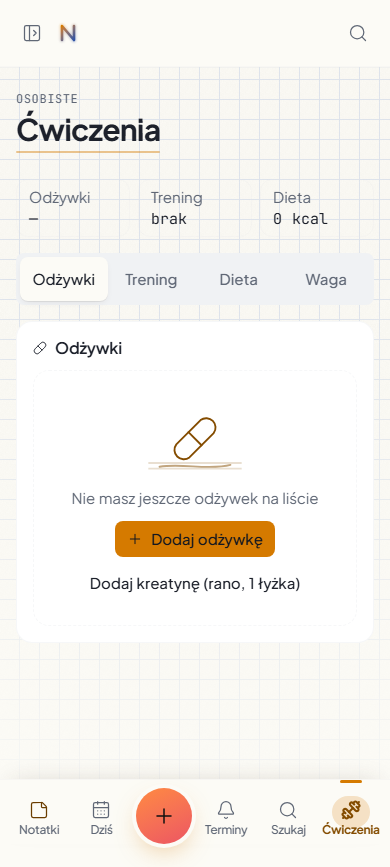 N
OSOBISTE
Ćwiczenia
Odżywki
Trening
Dieta
—
brak
0 kcal
Odżywki
Trening
Dieta
Waga
Odżywki
Nie masz jeszcze odżywek na liście
+ Dodaj odżywkę
Dodaj kreatynę (rano, 1 łyżka)
Notatki
Dziś
+
Terminy
Szukaj
Ćwiczenia